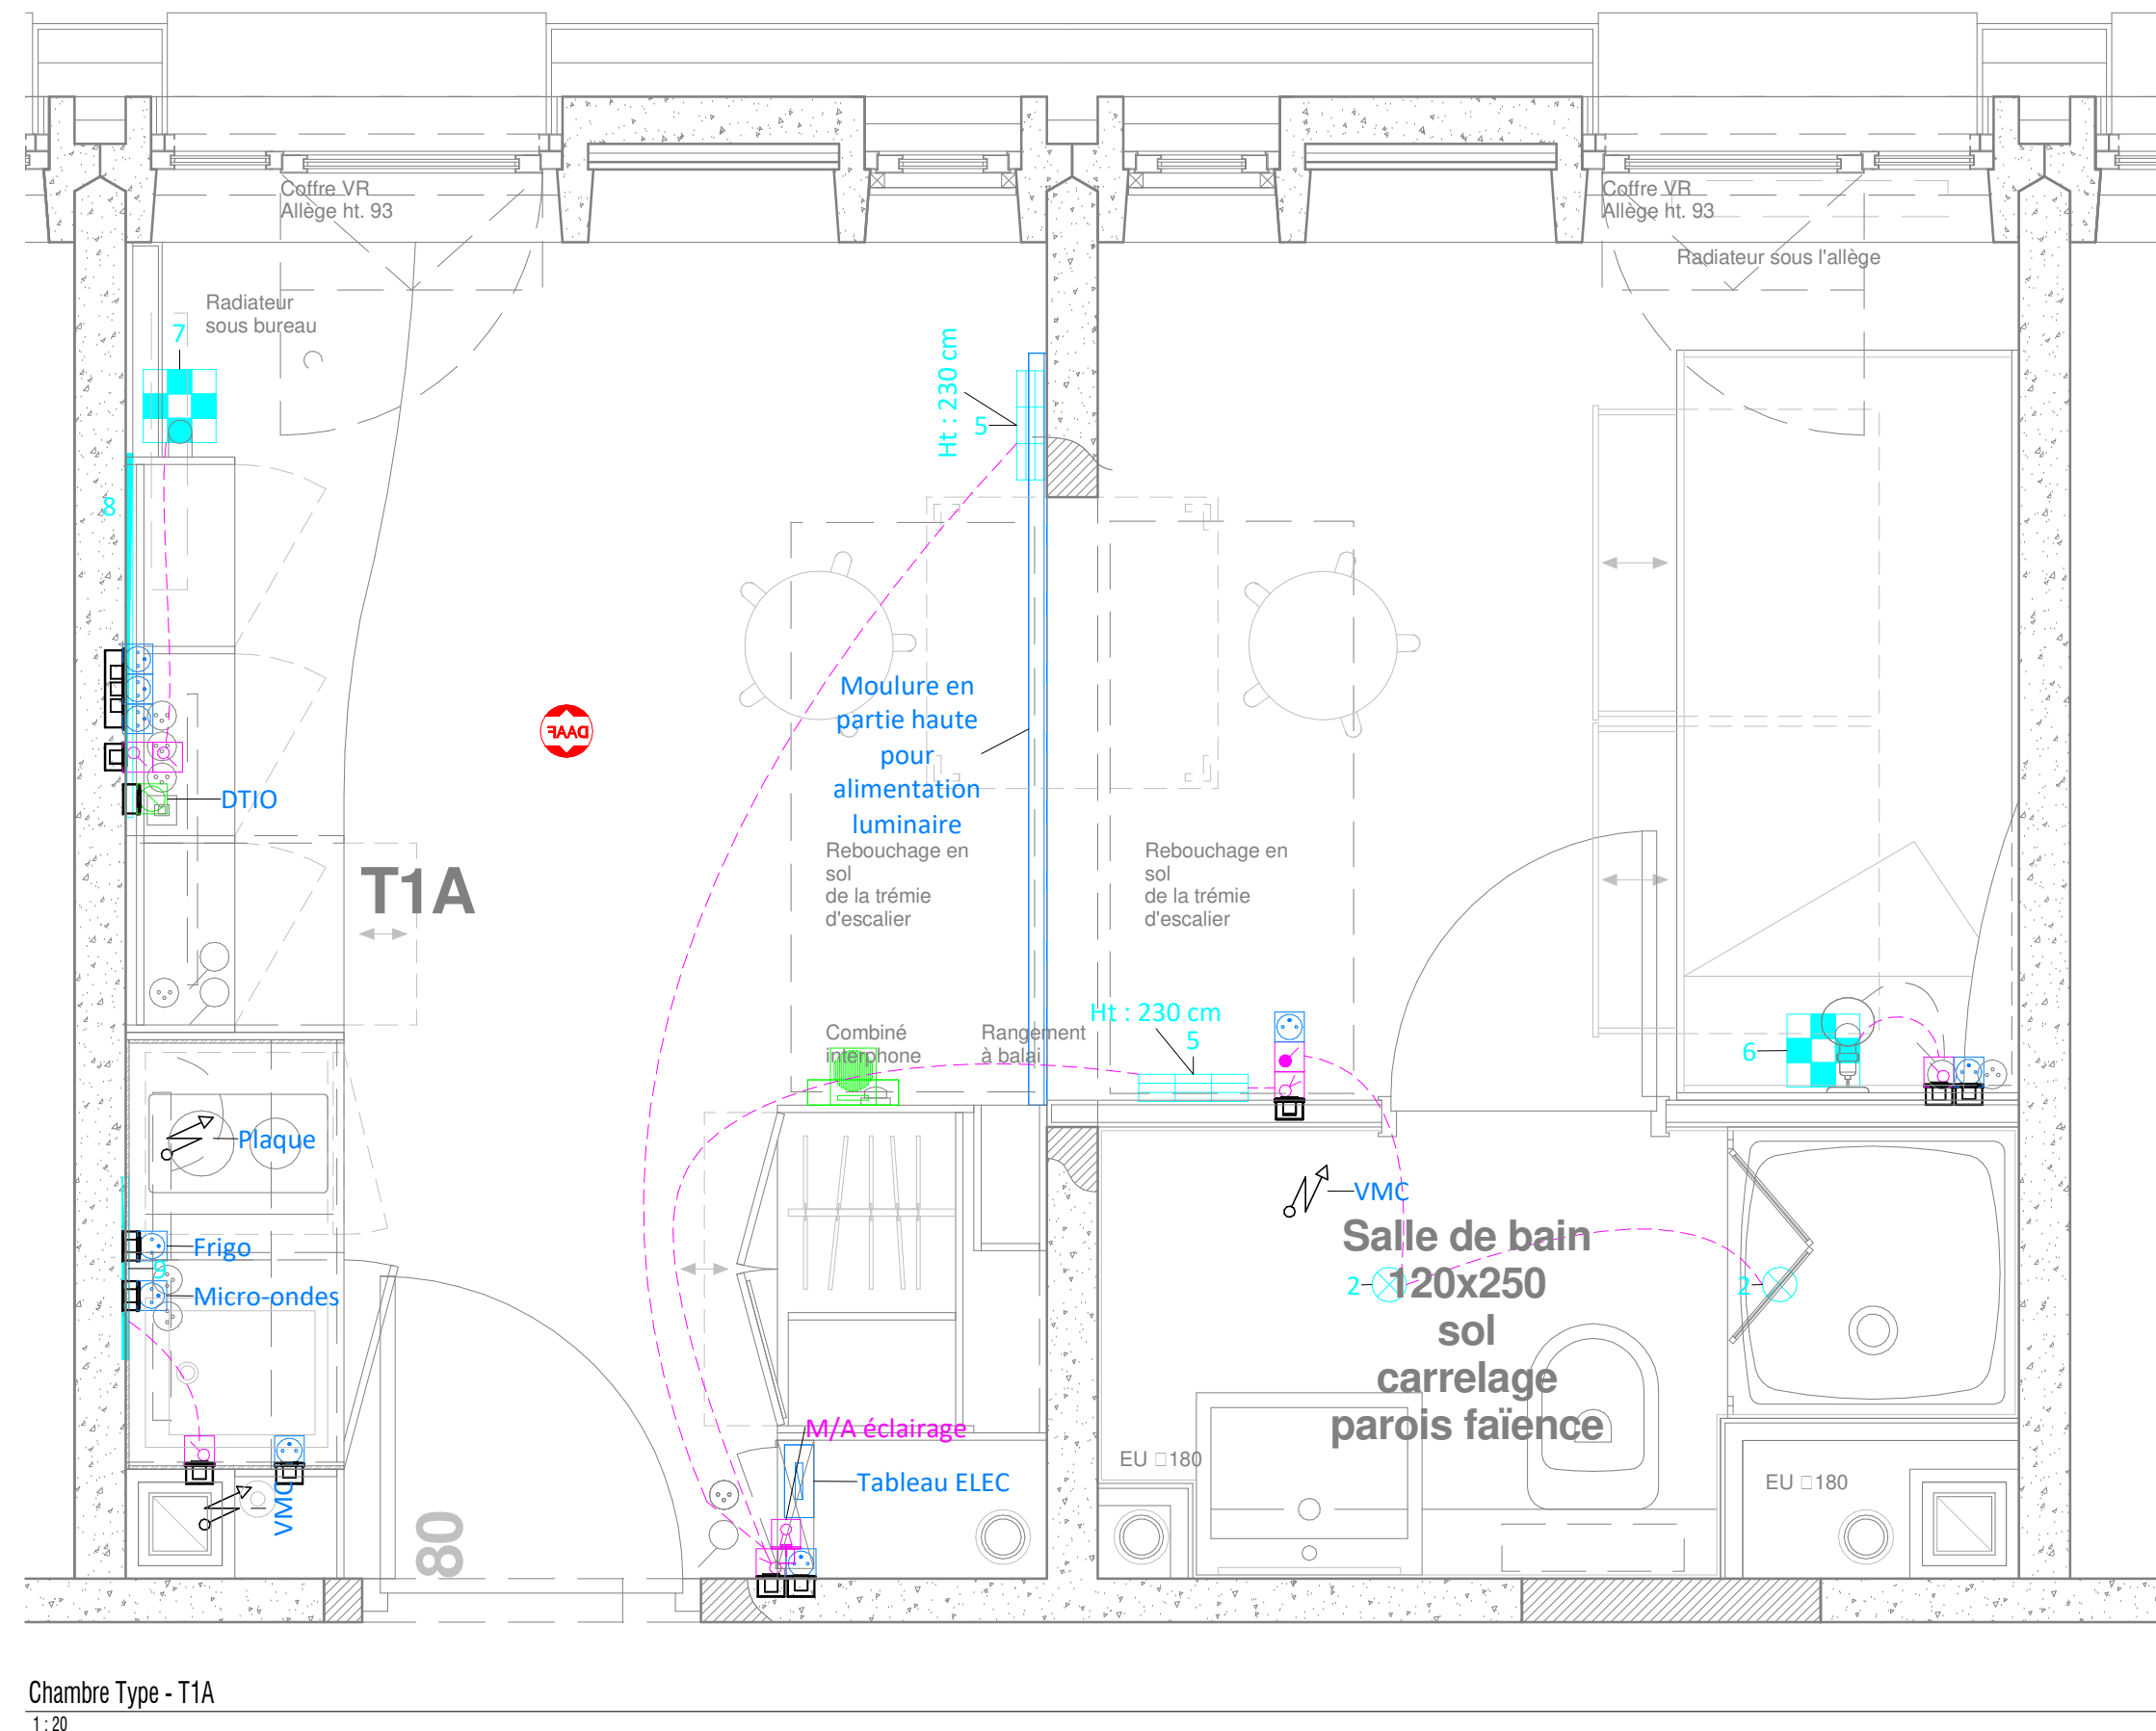 Coffre VR
Allège ht. 93
Coffre VR
Allège ht. 93
Radiateur sous l'allège
Radiateur
sous bureau
7
Ht : 230 cm
5
8
Moulure en
partie haute
pour
alimentation
luminaire
DAAF
DTIO
T1A
Rebouchage en
sol
de la trémie
d'escalier
Rebouchage en
sol
de la trémie
d'escalier
Combiné
interphone
Rangement
à balai
Ht : 230 cm
5
6
Plaque
VMC
Frigo
9
Micro-ondes
Salle de bain
120x250
sol
carrelage
parois faïence
2
2
M/A éclairage
Tableau ELEC
EU □180
EU □180
VMC
80
Chambre Type - T1A
1 : 20